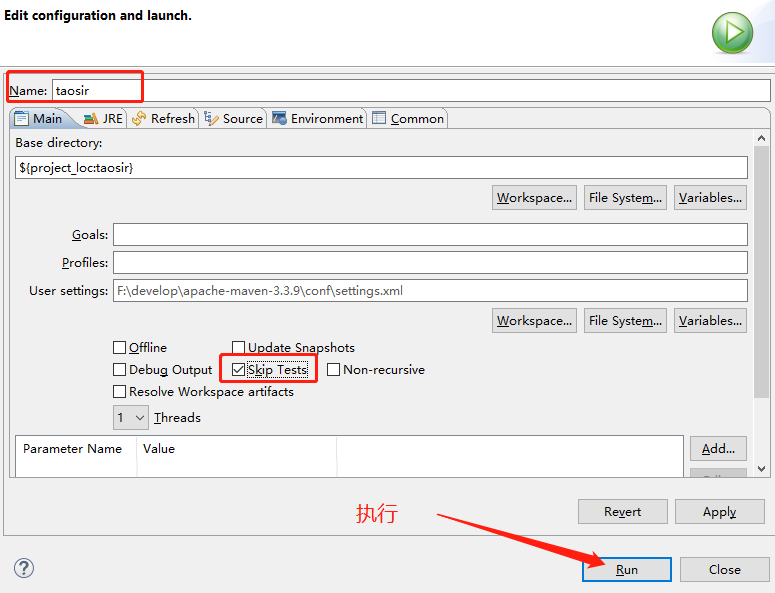 Edit configuration and launch.
Name: taosir
Main JRE Refresh Source Environment Common
Base directory:
${project_loc:taosir}
Workspace... File System... Variables...
Goals:
Profiles:
User settings: F:\develop\apache-maven-3.3.9\conf\settings.xml
Workspace... File System... Variables...
Offline Update Snapshots
Debug Output Skip Tests Non-recursive
Resolve Workspace artifacts
1 Threads
Parameter Name Value Add...
执行 Revert Apply
? Run Close